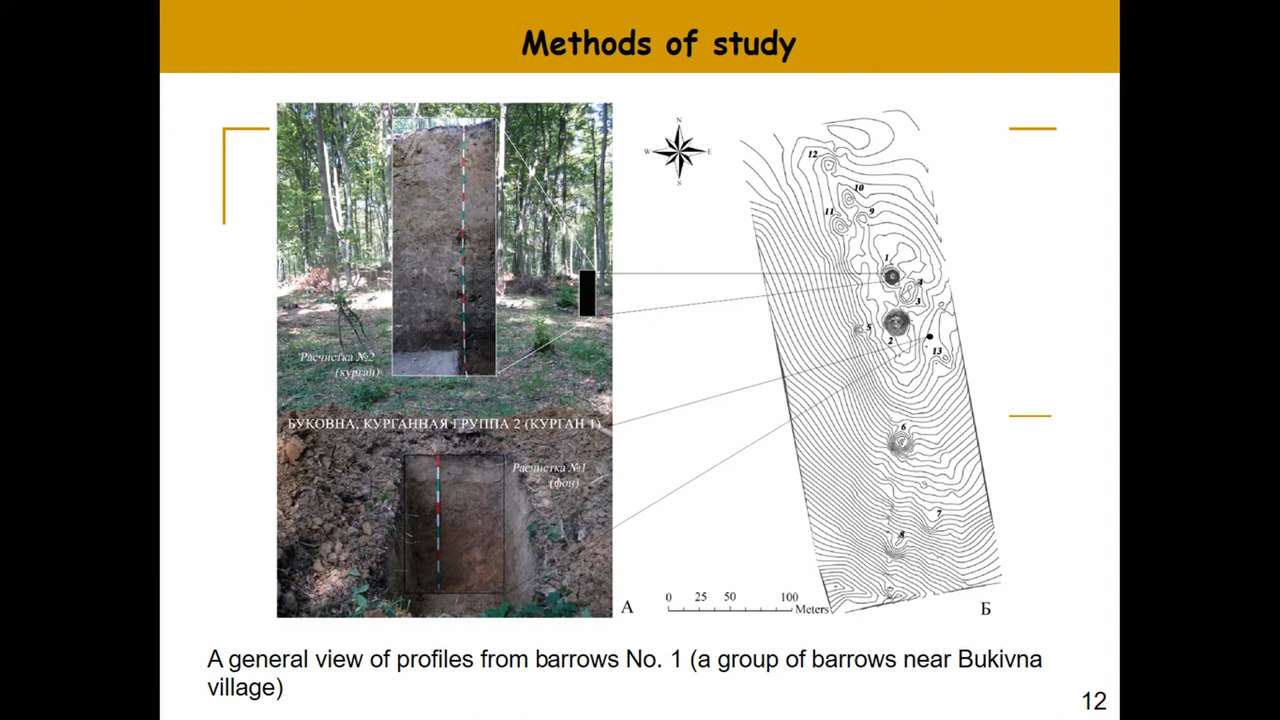 Methods of study
Расчистка №2
(курган)
БУКОВНА, КУРГАННАЯ ГРУППА 2 (КУРГАН 1)
Расчистка №1
(фон)
А
N
W
E
S
12
10
11
9
1
4
3
5
2
13
6
7
8
0 25 50 100
Meters
Б
A general view of profiles from barrows No. 1 (a group of barrows near Bukivna
village)
12